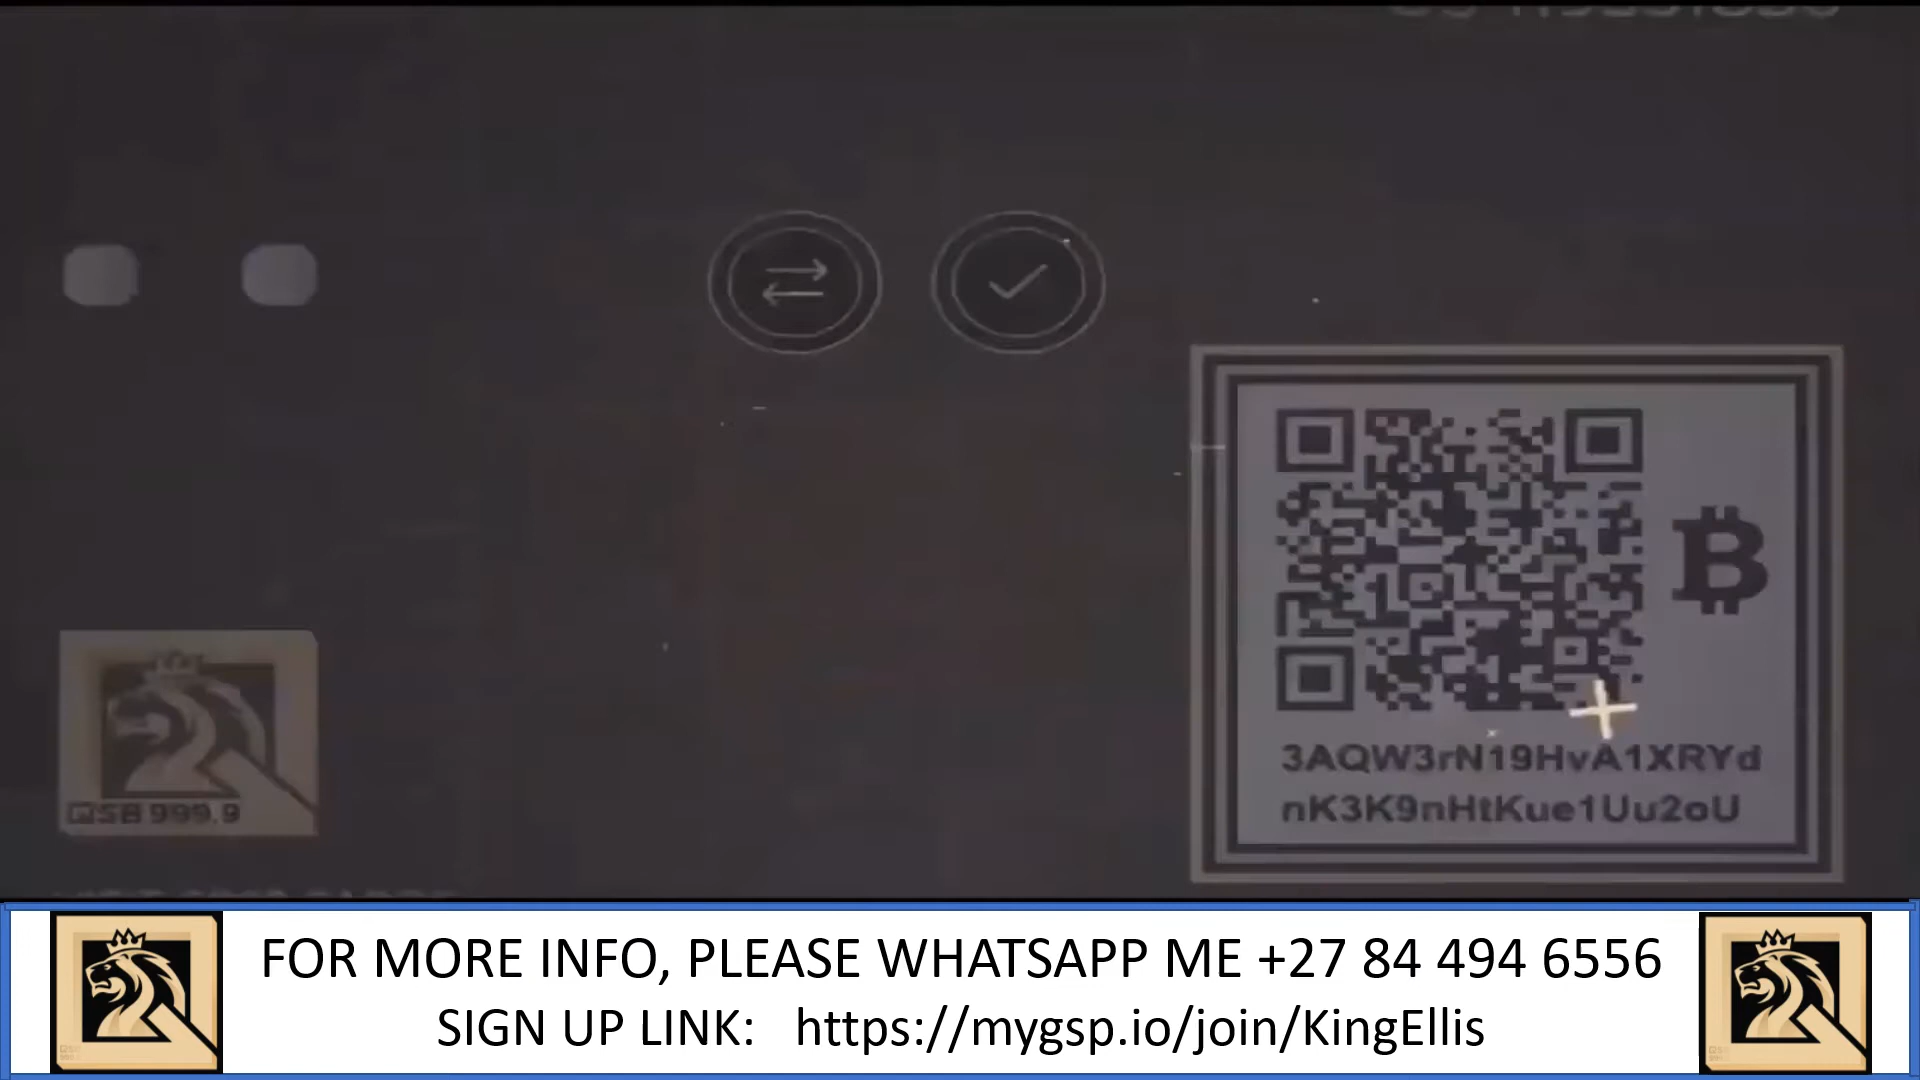 3AQW3rN19HvA1XRYd
nK3K9nHtKue1Uu2oU
GSB 999.9
FOR MORE INFO, PLEASE WHATSAPP ME +27 84 494 6556
SIGN UP LINK: https://mygsp.io/join/KingEllis